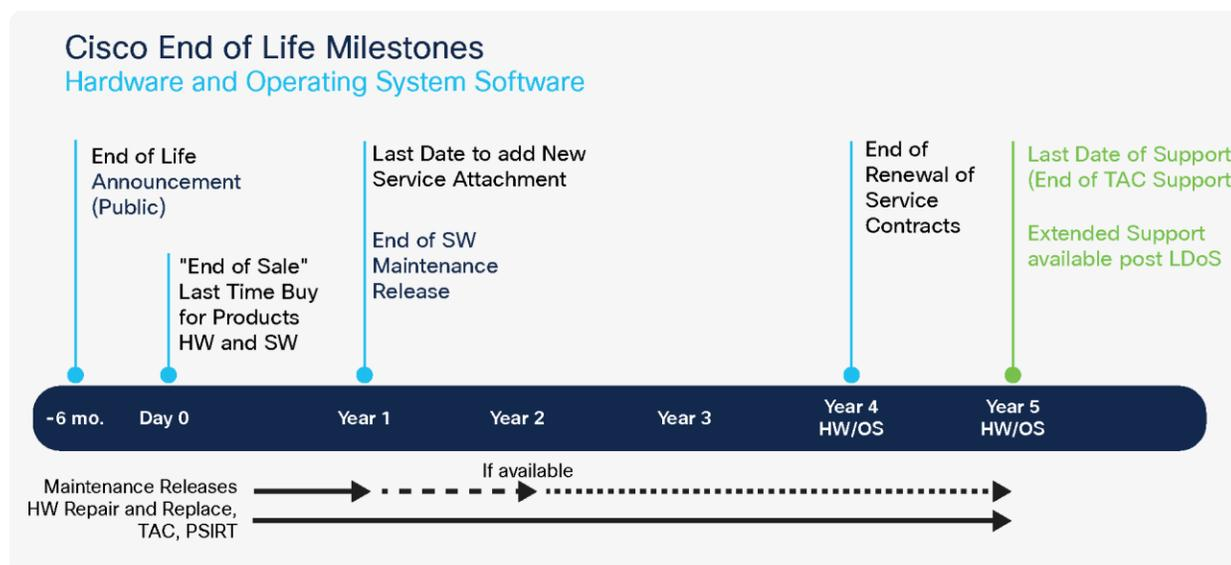 Cisco End of Life Milestones
Hardware and Operating System Software
End of Life
Announcement
(Public)
"End of Sale"
Last Time Buy
for Products
HW and SW
Last Date to add New
Service Attachment
End of SW
Maintenance
Release
End of
Renewal of
Service
Contracts
Last Date of Support
(End of TAC Support
Extended Support
available post LDoS
-6 mo.
Day 0
Year 1
Year 2
Year 3
Year 4
HW/OS
Year 5
HW/OS
If available
Maintenance Releases
HW Repair and Replace,
TAC, PSIRT